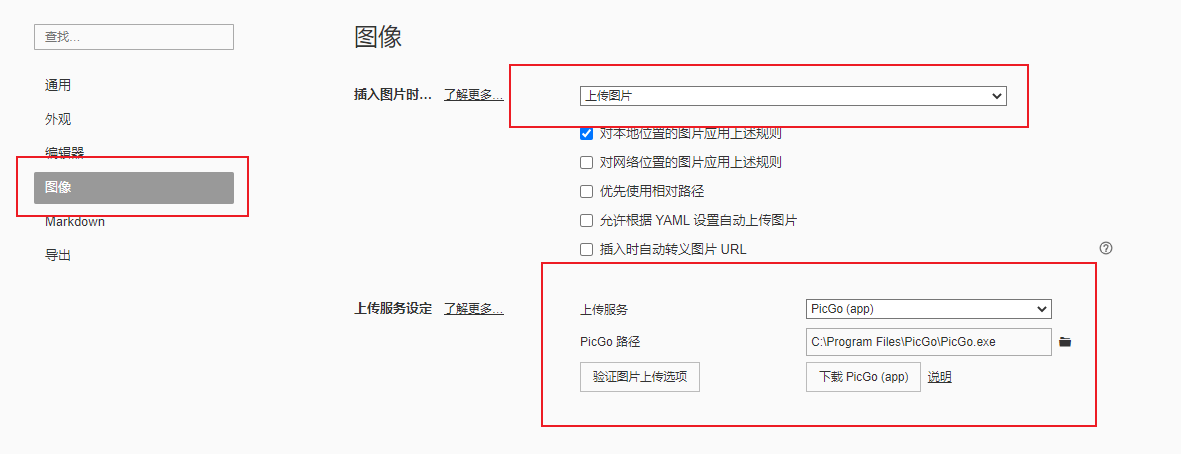 查找...
通用
外观
编辑器
图像
Markdown
导出
图像
插入图片时... 了解更多... 上传图片
对本地位置的图片应用上述规则
对网络位置的图片应用上述规则
优先使用相对路径
允许根据 YAML 设置自动上传图片
插入时自动转义图片 URL ?
上传服务设定 了解更多... 上传服务 PicGo (app)
PicGo 路径 C:\Program Files\PicGo\PicGo.exe
验证图片上传选项 下载 PicGo (app) 说明